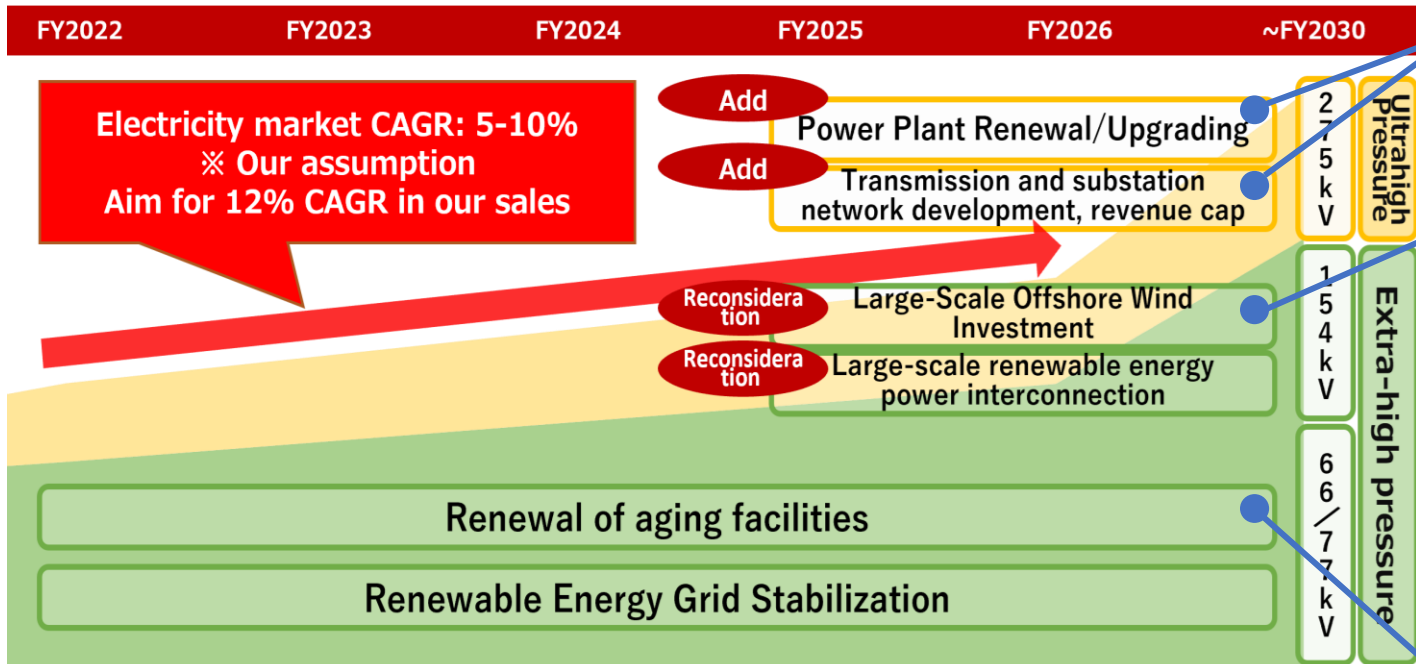 FY2022 FY2023 FY2024 FY2025 FY2026 ~FY2030
Electricity market CAGR: 5-10%
※ Our assumption
Aim for 12% CAGR in our sales
Add
Power Plant Renewal/Upgrading
Add
Transmission and substation
network development, revenue cap
275kV
Ultrahigh
Pressure
Reconsidera
tion
Large-Scale Offshore Wind
Investment
Reconsidera
tion
Large-scale renewable energy
power interconnection
154kV
Extra-high pressure
Renewal of aging facilities
Renewable Energy Grid Stabilization
66/77kV